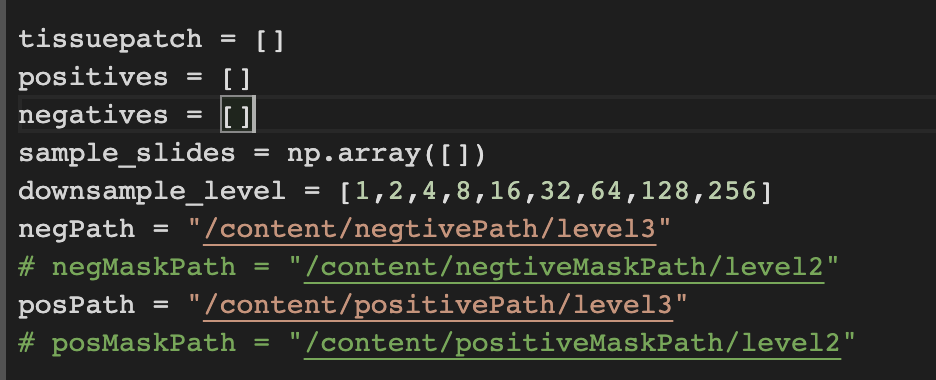 tissuepatch = []
positives = []
negatives = []
sample_slides = np.array([])
downsample_level = [1,2,4,8,16,32,64,128,256]
negPath = "/content/negtivePath/level3"
# negMaskPath = "/content/negtiveMaskPath/level2"
posPath = "/content/positivePath/level3"
# posMaskPath = "/content/positiveMaskPath/level2"